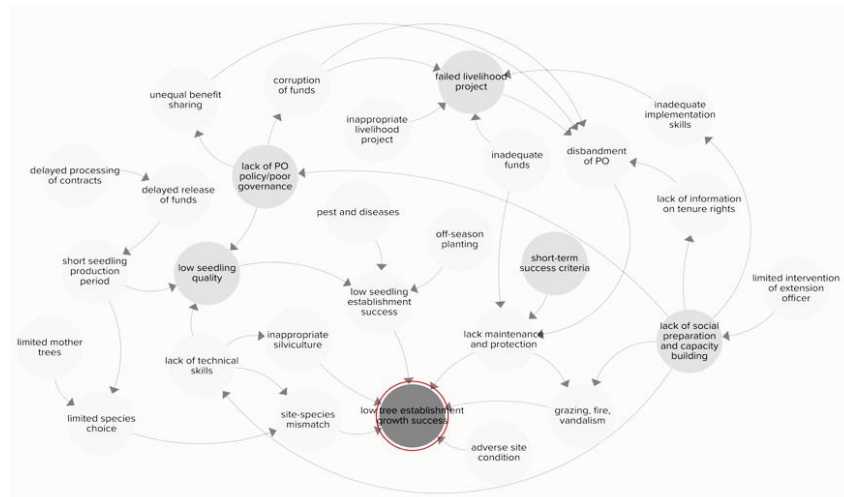 failed livelihood
project
corruption
of funds
unequal benefit
sharing
inadequate
implementation
skills
inappropriate
livelihood
project
inadequate
funds
disbandment
of PO
lack of PO
policy/poor
governance
delayed processing
of contracts
delayed release
of funds
lack of information
on tenure rights
pest and diseases
off-season
planting
short seedling
production
period
low seedling
quality
short-term
success criteria
limited intervention
of extension
officer
low seedling
establishment
success
inappropriate
silviculture
lack maintenance
and protection
lack of social
preparation
and capacity
building
limited mother
trees
lack of technical
skills
limited species
choice
site-species
mismatch
low tree establishment
growth success
grazing, fire,
vandalism
adverse site
condition